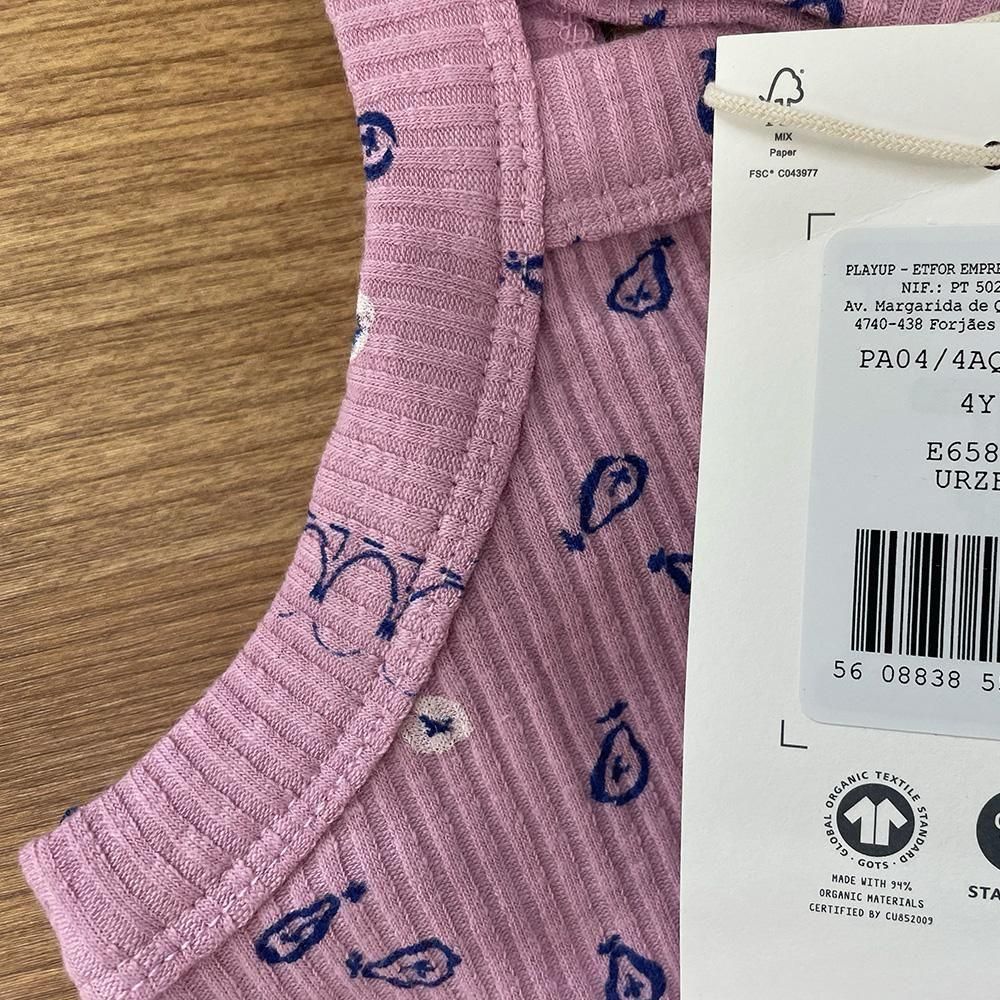 MIX
Paper
FSC® C043977
PLAYUP - ETFOR EMPRE
NIF.: PT 502
Av. Margarida de Q
4740-438 Forjães
PA04/4AQ
4Y
E658
URZE
56 08838 5
GLOBAL ORGANIC TEXTILE STANDARD · GOTS ·
MADE WITH 94%
ORGANIC MATERIALS
CERTIFIED BY CU852009
STA